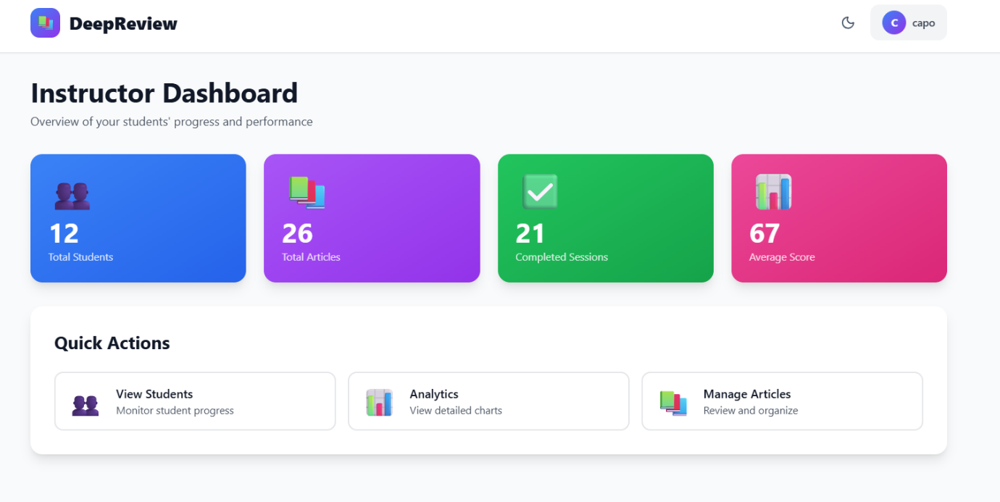 DeepReview
C capo
Instructor Dashboard
Overview of your students' progress and performance
12
Total Students
26
Total Articles
21
Completed Sessions
67
Average Score
Quick Actions
View Students
Monitor student progress
Analytics
View detailed charts
Manage Articles
Review and organize